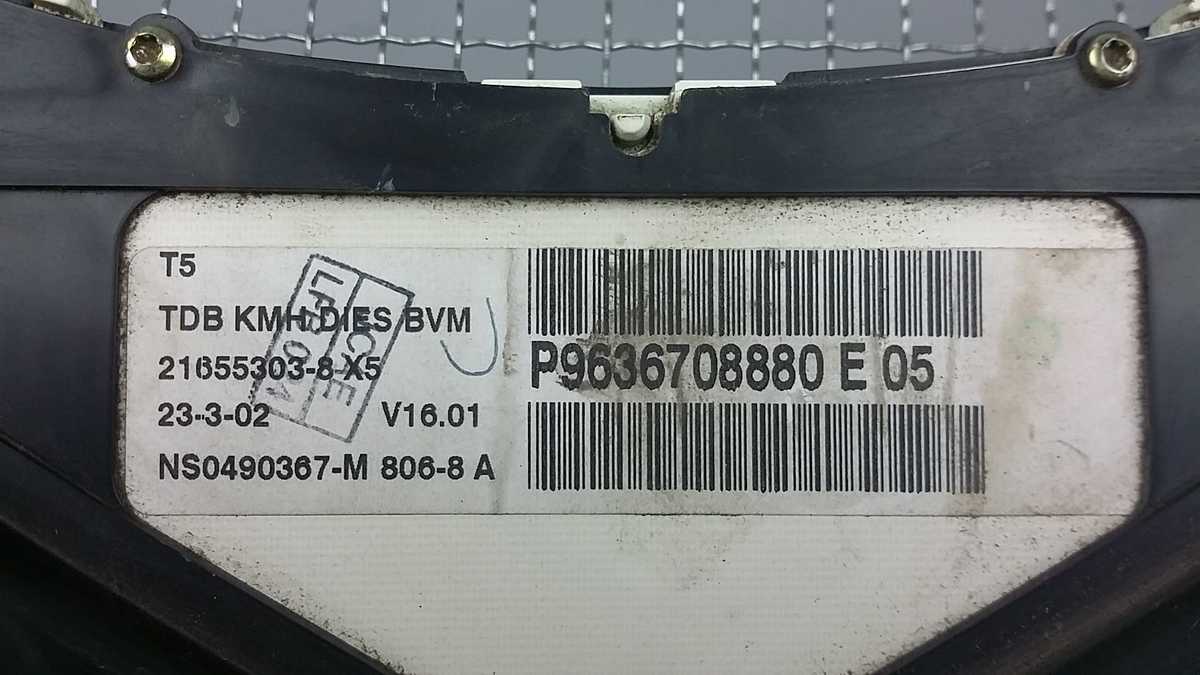 T5
TDB KMH DIES BVM
21655303-8-X5
23-3-02 V16.01
NS0490367-M 806-8 A
P9636708880 E 05